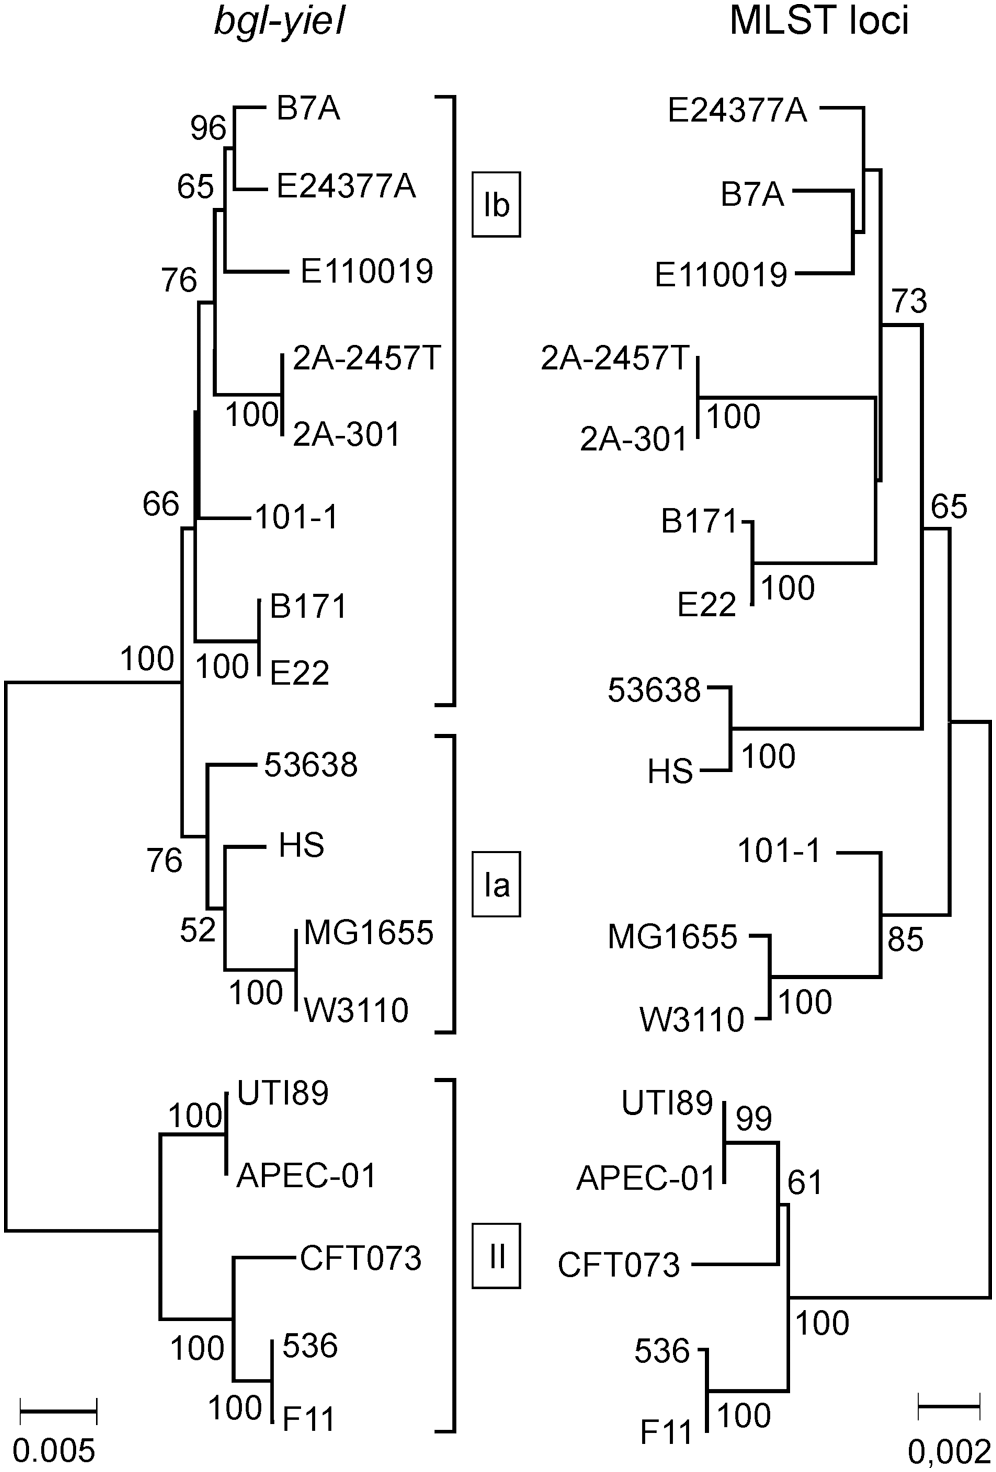 bgl-yieI
MLST loci
B7A
96
E24377A
65
E110019
76
2A-2457T
100
2A-301
66
101-1
B171
100
100
E22
53638
76
HS
52
MG1655
100
W3110
UTI89
100
APEC-01
CFT073
100
536
100
F11
0.005
Ib
Ia
II
E24377A
B7A
E110019
73
2A-2457T
100
2A-301
65
B171
100
E22
53638
100
HS
101-1
85
MG1655
100
W3110
UTI89
99
APEC-01
61
CFT073
100
536
100
F11
0,002